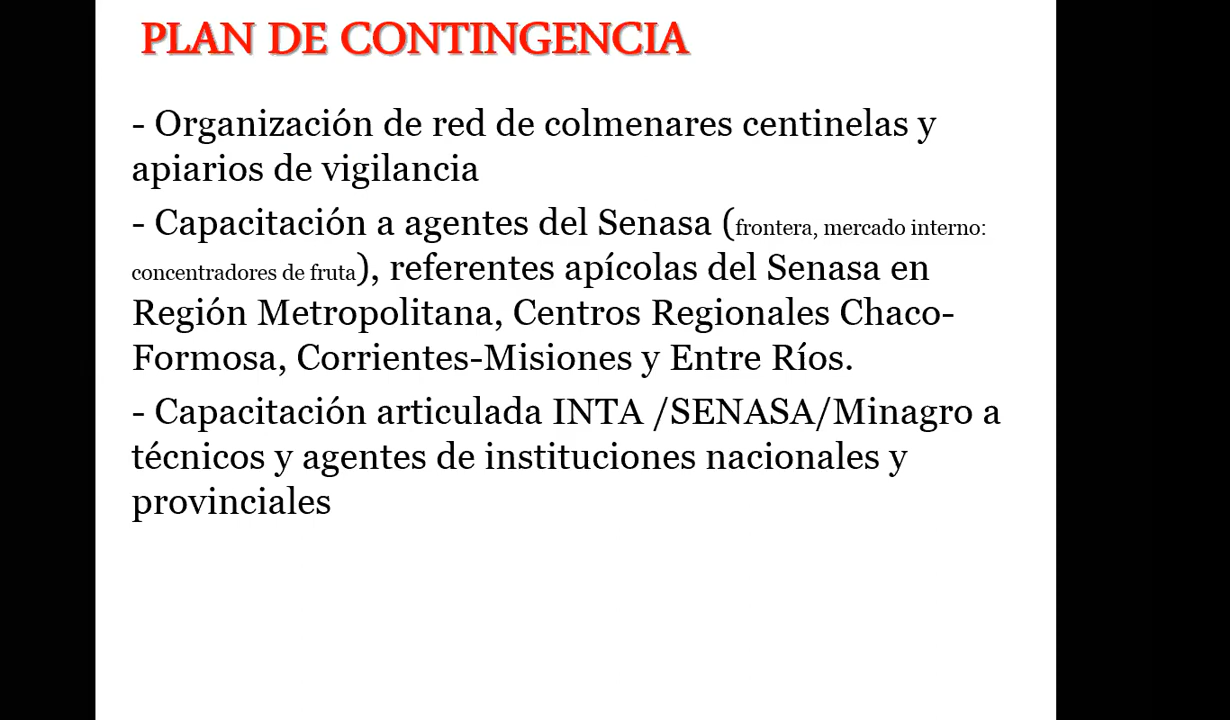 PLAN DE CONTINGENCIA
- Organización de red de colmenares centinelas y
apiarios de vigilancia
- Capacitación a agentes del Senasa (frontera, mercado interno:
concentradores de fruta), referentes apícolas del Senasa en
Región Metropolitana, Centros Regionales Chaco-
Formosa, Corrientes-Misiones y Entre Ríos.
- Capacitación articulada INTA /SENASA/Minagro a
técnicos y agentes de instituciones nacionales y
provinciales